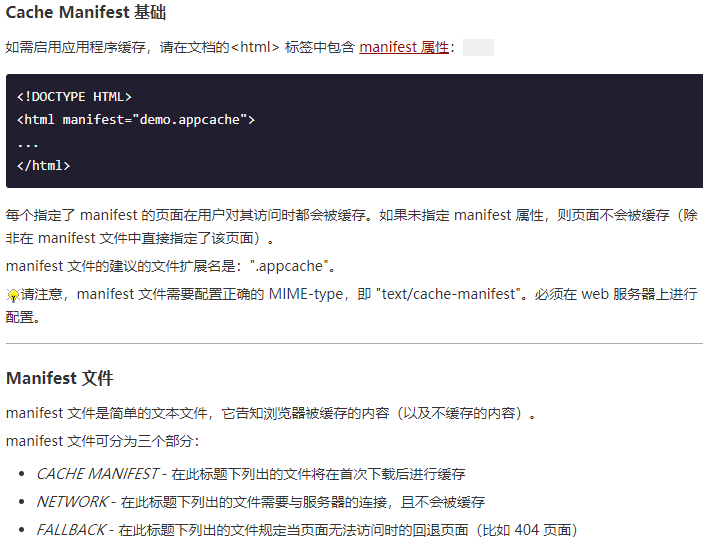 Cache Manifest 基础
如需启用应用程序缓存，请在文档的<html> 标签中包含 manifest 属性：
<!DOCTYPE HTML>
<html manifest="demo.appcache">
...
</html>
每个指定了 manifest 的页面在用户对其访问时都会被缓存。如果未指定 manifest 属性，则页面不会被缓存（除
非在 manifest 文件中直接指定了该页面）。
manifest 文件的建议的文件扩展名是：".appcache"。
请注意，manifest 文件需要配置正确的 MIME-type，即 "text/cache-manifest"。必须在 web 服务器上进行
配置。
Manifest 文件
manifest 文件是简单的文本文件，它告知浏览器被缓存的内容（以及不缓存的内容）。
manifest 文件可分为三个部分：
• CACHE MANIFEST - 在此标题下列出的文件将在首次下载后进行缓存
• NETWORK - 在此标题下列出的文件需要与服务器的连接，且不会被缓存
• FALLBACK - 在此标题下列出的文件规定当页面无法访问时的回退页面（比如 404 页面）